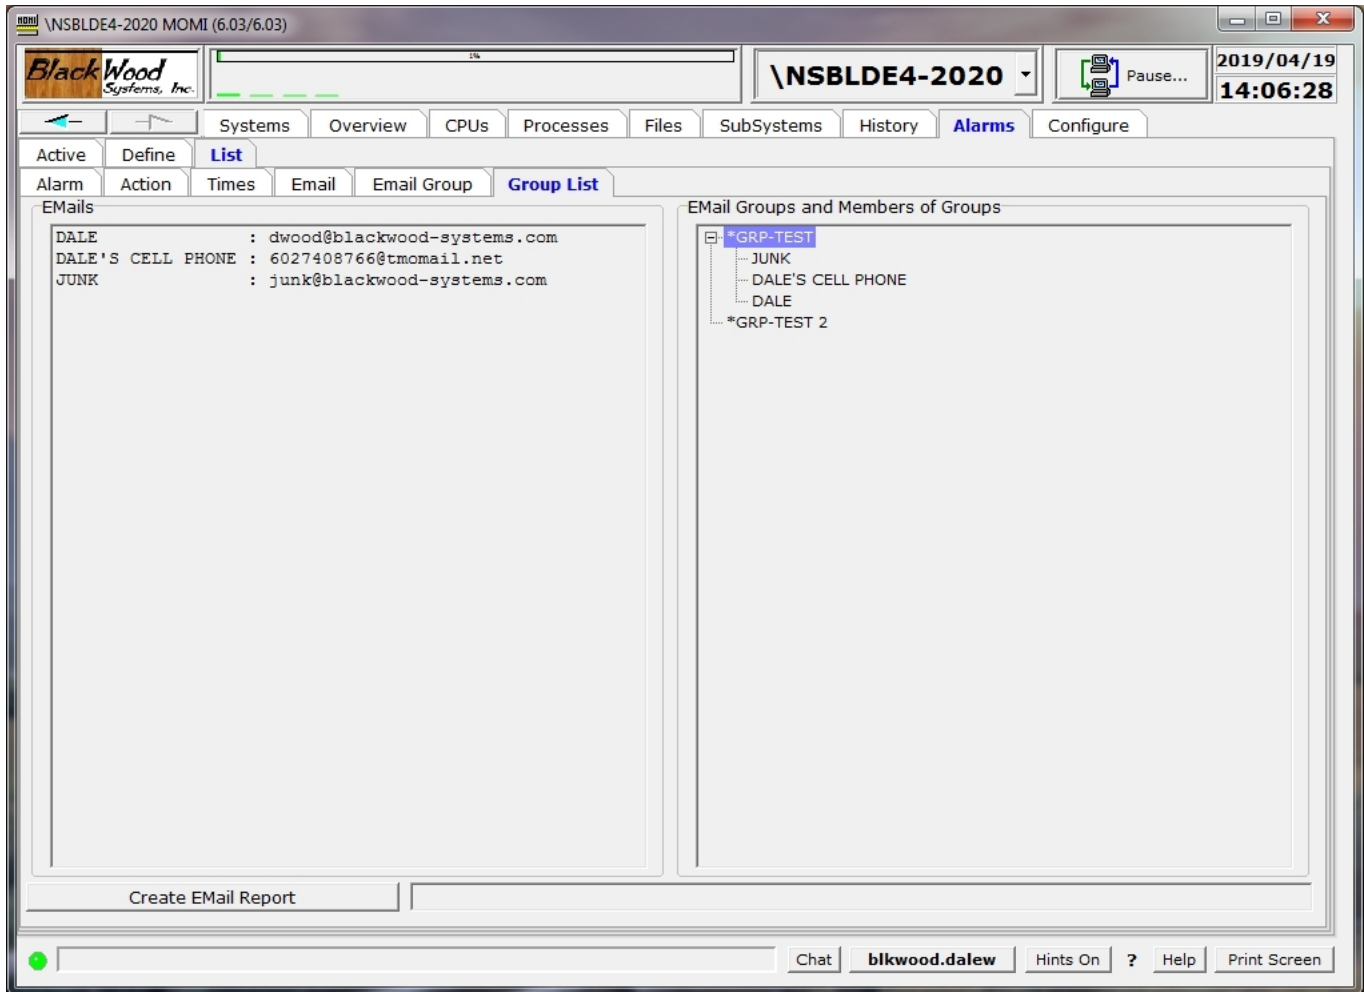 MOMI \NSBLDE4-2020 MOMI (6.03/6.03)
BlackWood
Systems, Inc.
1%
\NSBLDE4-2020
Pause...
2019/04/19
14:06:28
Systems Overview CPUs Processes Files SubSystems History Alarms Configure
Active Define List
Alarm Action Times Email Email Group Group List
EMails
DALE : dwood@blackwood-systems.com
DALE'S CELL PHONE : 6027408766@tmomail.net
JUNK : junk@blackwood-systems.com
EMail Groups and Members of Groups
*GRP-TEST
JUNK
DALE'S CELL PHONE
DALE
*GRP-TEST 2
Create EMail Report
Chat blkwood.dalew Hints On ? Help Print Screen